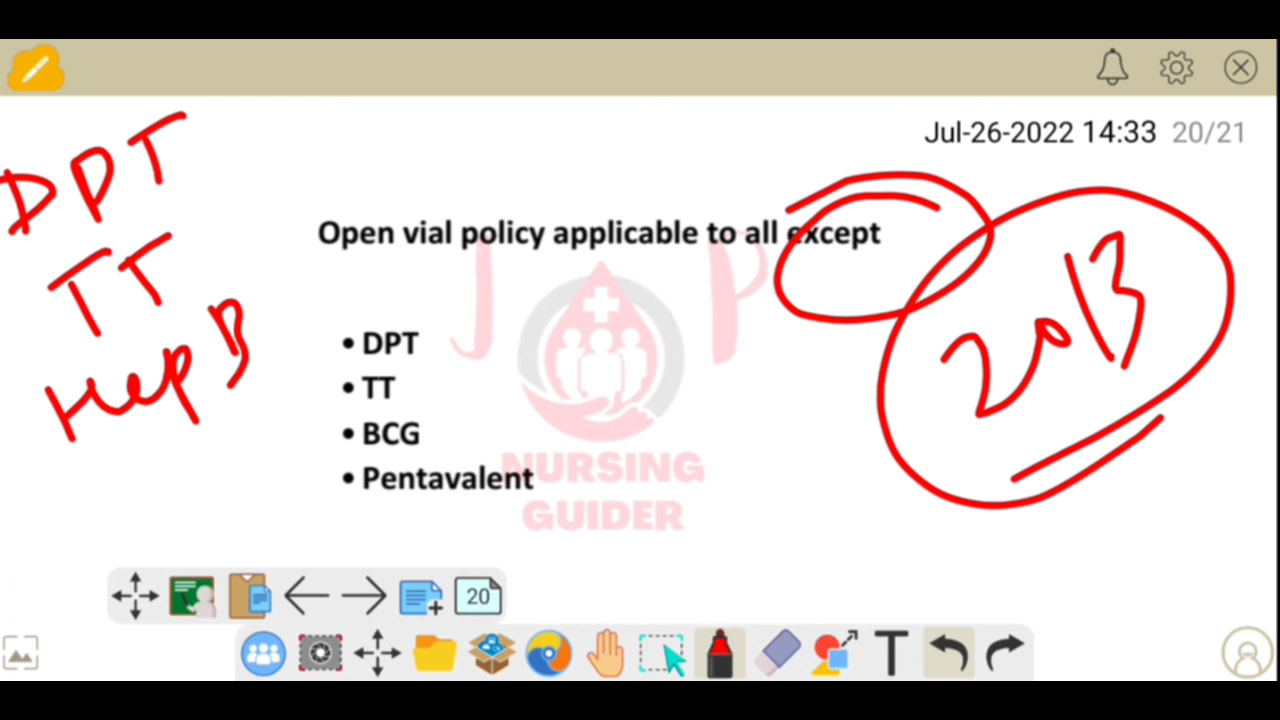 Jul-26-2022 14:33 20/21
DPT
TT
Hep B
Open vial policy applicable to all except
2013
• DPT
• TT
• BCG
• Pentavalent
J P
NURSING
GUIDER
20
T